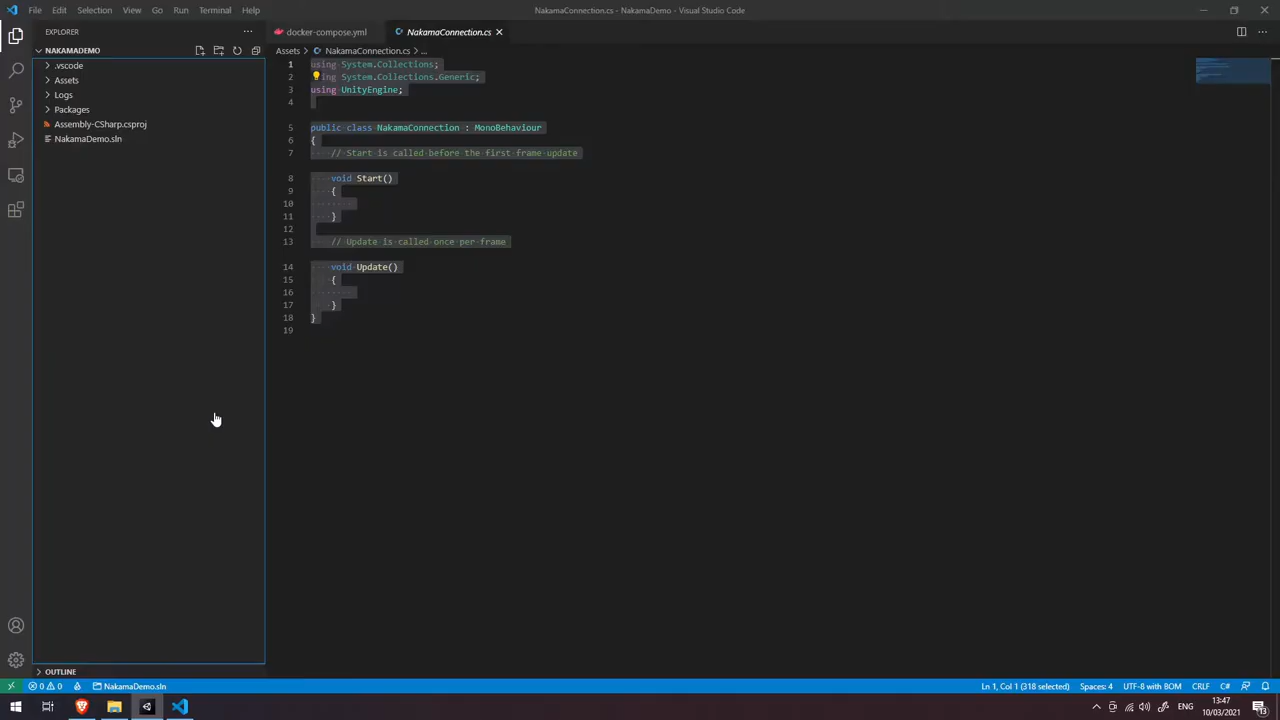 File Edit Selection View Go Run Terminal Help
NakamaConnection.cs - NakamaDemo - Visual Studio Code
EXPLORER
docker-compose.yml
NakamaConnection.cs
NAKAMADEMO
Assets > NakamaConnection.cs > ...
.vscode
Assets
Logs
Packages
Assembly-CSharp.csproj
NakamaDemo.sln
1 using System.Collections;
2 ing System.Collections.Generic;
3 using UnityEngine;
4
5 public class NakamaConnection : MonoBehaviour
6 {
7 // Start is called before the first frame update
8 void Start()
9 {
10
11 }
12
13 // Update is called once per frame
14 void Update()
15 {
16
17 }
18 }
19
OUTLINE
0 0 NakamaDemo.sln
Ln 1, Col 1 (318 selected) Spaces: 4 UTF-8 with BOM CRLF C#
ENG
13:47
10/03/2021